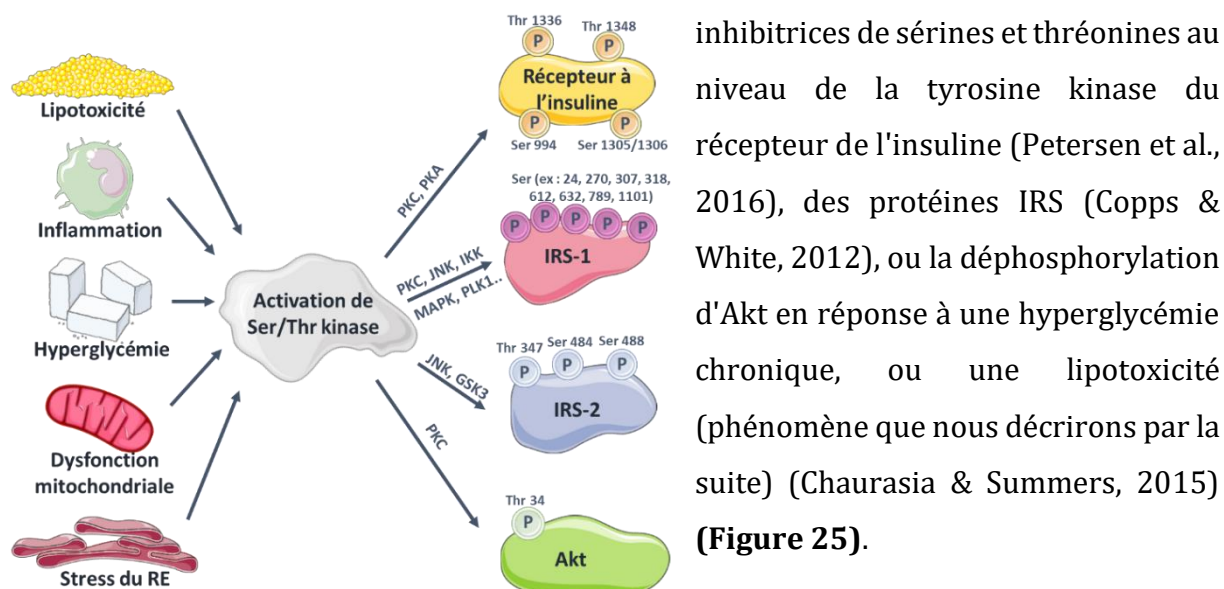 Lipotoxicité
Inflammation
Hyperglycémie
Dysfonction
mitochondriale
Stress du RE
Activation de
Ser/Thr kinase
PKC, PKA
PKC, JNK, IKK
MAPK, PLK1..
JNK, GSK3
PKC
Thr 1336
Thr 1348
P P
Récepteur à
l'insuline
P P
Ser 994 Ser 1305/1306
Ser (ex : 24, 270, 307, 318,
612, 632, 789, 1101)
P P P P P
IRS-1
Thr 347 Ser 484 Ser 488
P P P
IRS-2
Thr 34
P
Akt
inhibitrices de sérines et thréonines au
niveau de la tyrosine kinase du
récepteur de l'insuline (Petersen et al.,
2016), des protéines IRS (Copps &
White, 2012), ou la déphosphorylation
d'Akt en réponse à une hyperglycémie
chronique, ou une lipotoxicité
(phénomène que nous décrirons par la
suite) (Chaurasia & Summers, 2015)
(Figure 25).